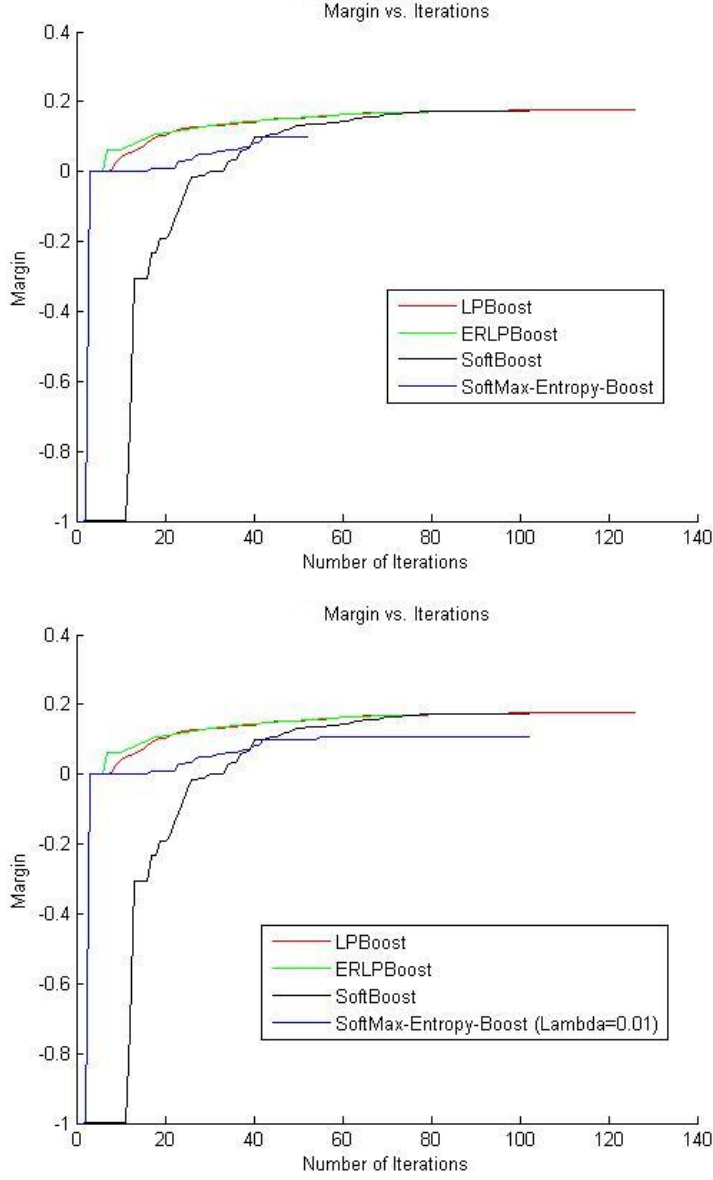 Margin vs. Iterations
0.4
0.2
0
-0.2
-0.4
-0.6
-0.8
-1
Margin
LPBoost
ERLPBoost
SoftBoost
SoftMax-Entropy-Boost
0 20 40 60 80 100 120 140
Number of Iterations
Margin vs. Iterations
0.4
0.2
0
-0.2
-0.4
-0.6
-0.8
-1
Margin
LPBoost
ERLPBoost
SoftBoost
SoftMax-Entropy-Boost (Lambda=0.01)
0 20 40 60 80 100 120 140
Number of Iterations